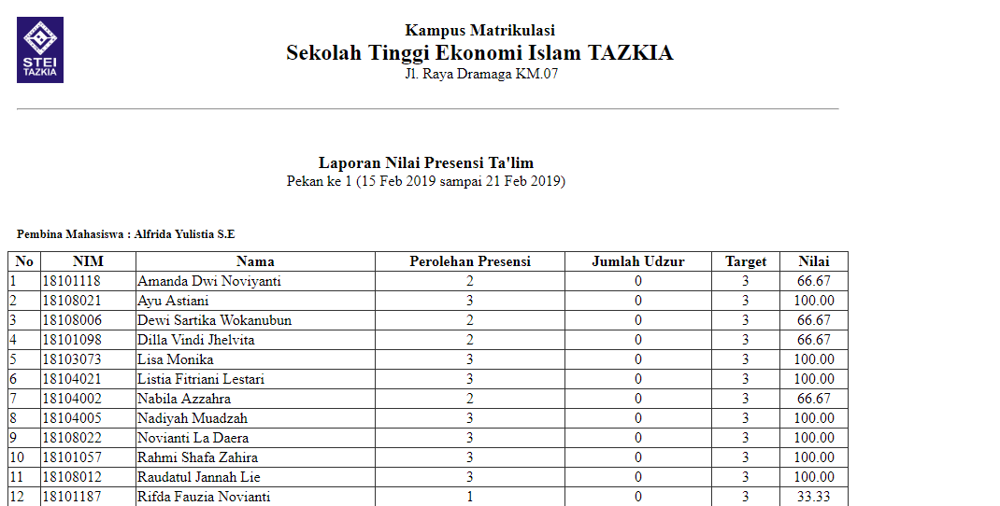 STEI
TAZKIA
Kampus Matrikulasi
Sekolah Tinggi Ekonomi Islam TAZKIA
Jl. Raya Dramaga KM.07
Laporan Nilai Presensi Ta'lim
Pekan ke 1 (15 Feb 2019 sampai 21 Feb 2019)
Pembina Mahasiswa : Alfrida Yulistia S.E
No NIM Nama Perolehan Presensi Jumlah Udzur Target Nilai
1 18101118 Amanda Dwi Noviyanti 2 0 3 66.67
2 18108021 Ayu Astiani 3 0 3 100.00
3 18108006 Dewi Sartika Wokanubun 2 0 3 66.67
4 18101098 Dilla Vindi Jhelvita 2 0 3 66.67
5 18103073 Lisa Monika 3 0 3 100.00
6 18104021 Listia Fitriani Lestari 3 0 3 100.00
7 18104002 Nabila Azzahra 2 0 3 66.67
8 18104005 Nadiyah Muadzah 3 0 3 100.00
9 18108022 Novianti La Daera 3 0 3 100.00
10 18101057 Rahmi Shafa Zahira 3 0 3 100.00
11 18108012 Raudatul Jannah Lie 3 0 3 100.00
12 18101187 Rifda Fauzia Novianti 1 0 3 33.33